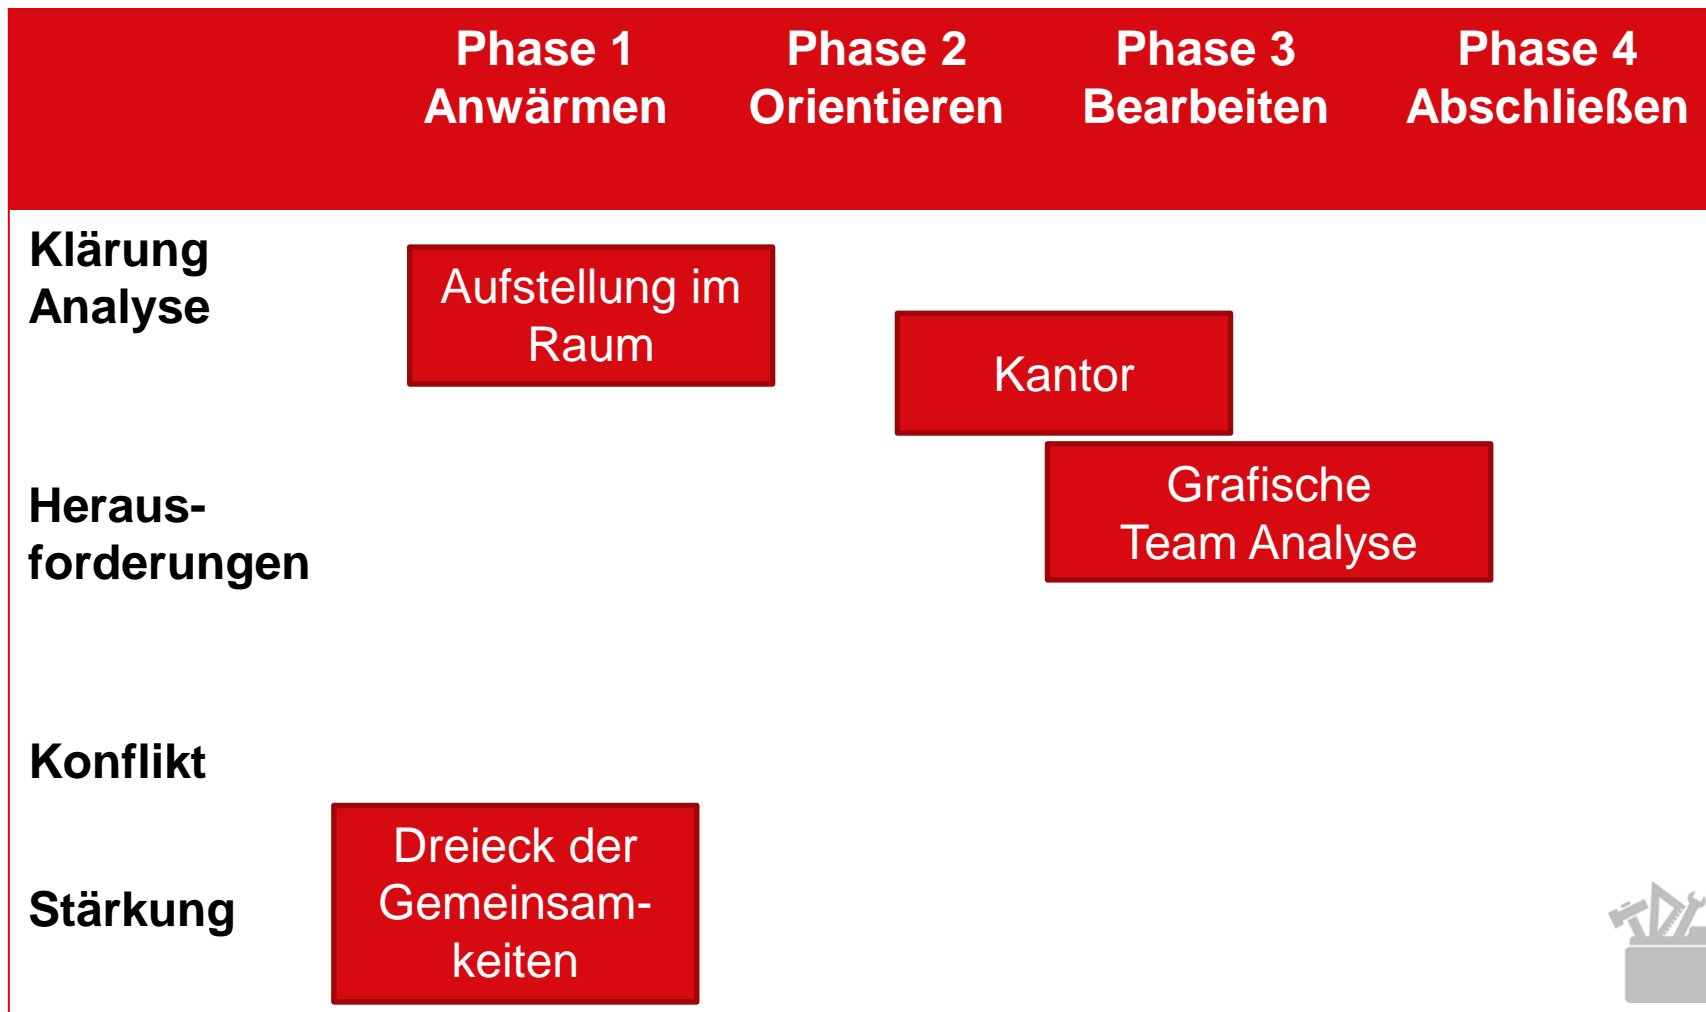 Phase 1
Anwärmen
Phase 2
Orientieren
Phase 3
Bearbeiten
Phase 4
Abschließen
Klärung
Analyse
Aufstellung im
Raum
Kantor
Heraus-
forderungen
Grafische
Team Analyse
Konflikt
Stärkung
Dreieck der
Gemeinsam-
keiten